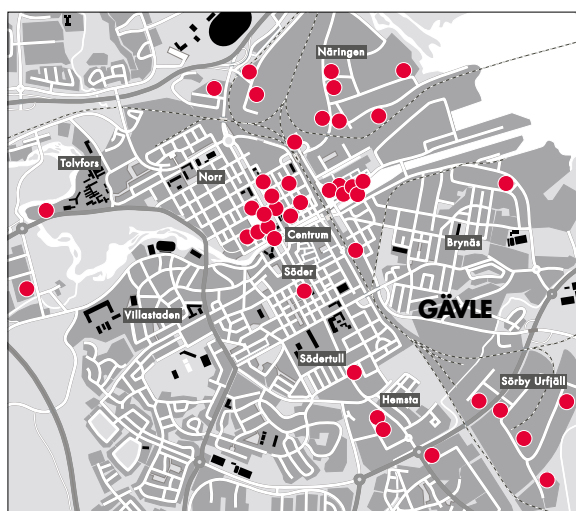 Näringen
Tolvfors
Norr
Centrum
Brynäs
Söder
Villastaden
GÄVLE
Södertull
Sörby Urfjäll
Hemsta